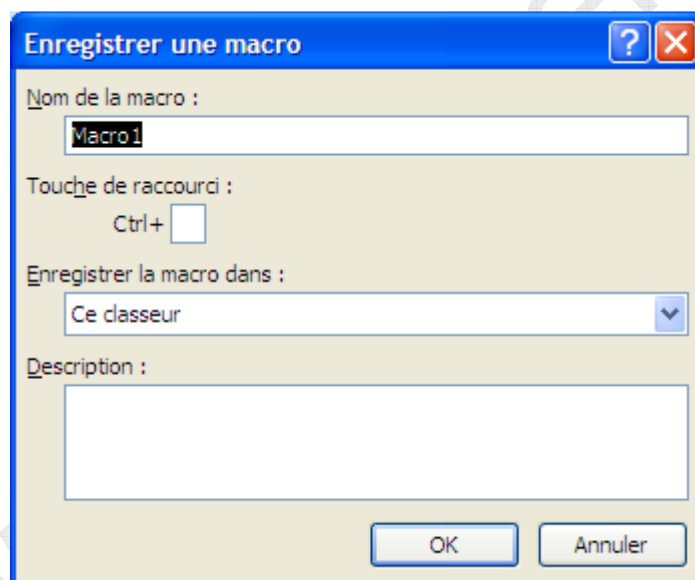 Enregistrer une macro
Nom de la macro :
Macro1
Touche de raccourci :
Ctrl+
Enregistrer la macro dans :
Ce classeur
Description :
OK Annuler